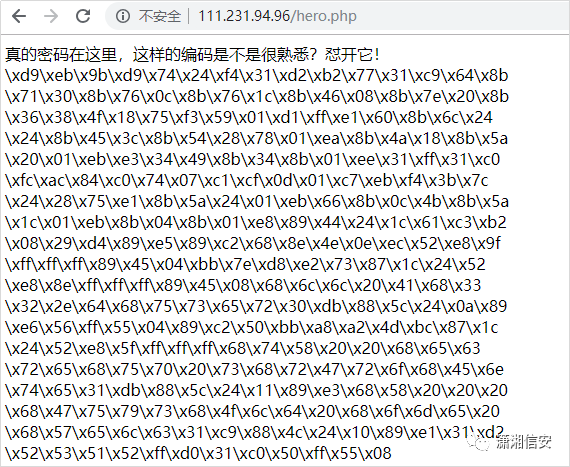 不安全 | 111.231.94.96/hero.php
真的密码在这里，这样的编码是不是很熟悉？怼开它！
\xd9\xeb\x9b\xd9\x74\x24\xf4\x31\xd2\xb2\x77\x31\xc9\x64\x8b
\x71\x30\x8b\x76\x0c\x8b\x76\x1c\x8b\x46\x08\x8b\x7e\x20\x8b
\x36\x38\x4f\x18\x75\xf3\x59\x01\xd1\xff\xe1\x60\x8b\x6c\x24
\x24\x8b\x45\x3c\x8b\x54\x28\x78\x01\xea\x8b\x4a\x18\x8b\x5a
\x20\x01\xeb\xe3\x34\x49\x8b\x34\x8b\x01\xee\x31\xff\x31\xc0
\xfc\xac\x84\xc0\x74\x07\xc1\xcf\x0d\x01\xc7\xeb\xf4\x3b\x7c
\x24\x28\x75\xe1\x8b\x5a\x24\x01\xeb\x66\x8b\x0c\x4b\x8b\x5a
\x1c\x01\xeb\x8b\x04\x8b\x01\xe8\x89\x44\x24\x1c\x61\xc3\xb2
\x08\x29\xd4\x89\xe5\x89\xc2\x68\x8e\x4e\x0e\xec\x52\xe8\x9f
\xff\xff\xff\x89\x45\x04\xbb\x7e\xd8\xe2\x73\x87\x1c\x24\x52
\xe8\x8e\xff\xff\xff\x89\x45\x08\x68\x6c\x6c\x20\x41\x68\x33
\x32\x2e\x64\x68\x75\x73\x65\x72\x30\xdb\x88\x5c\x24\x0a\x89
\xe6\x56\xff\x55\x04\x89\xc2\x50\xbb\xa8\xa2\x4d\xbc\x87\x1c
\x24\x52\xe8\x5f\xff\xff\xff\x68\x74\x58\x20\x20\x68\x65\x63
\x72\x65\x68\x75\x70\x20\x73\x68\x72\x47\x72\x6f\x68\x45\x6e
\x74\x65\x31\xdb\x88\x5c\x24\x11\x89\xe3\x68\x58\x20\x20\x20
\x68\x47\x75\x79\x73\x68\x4f\x6c\x64\x20\x68\x6f\x6d\x65\x20
\x68\x57\x65\x6c\x63\x31\xc9\x88\x4c\x24\x10\x89\xe1\x31\xd2
\x52\x53\x51\x52\xff\xd0\x31\xc0\x50\xff\x55\x08
潇湘信安